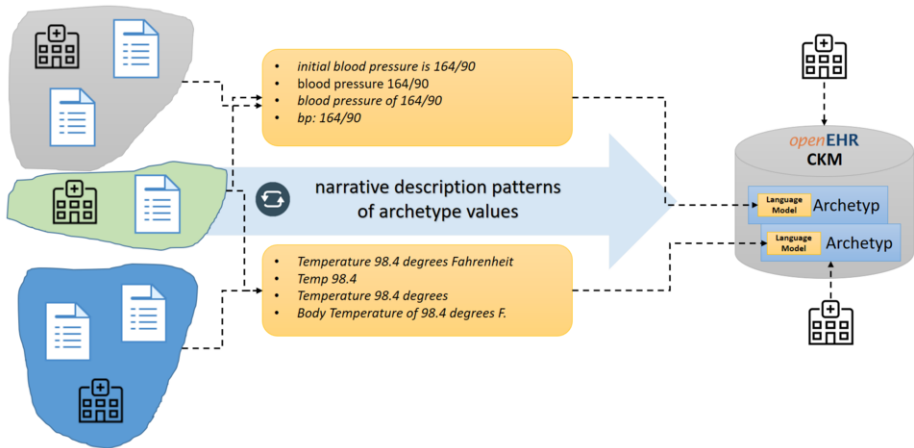 • initial blood pressure is 164/90
• blood pressure 164/90
• blood pressure of 164/90
• bp: 164/90
narrative description patterns
of archetype values
• Temperature 98.4 degrees Fahrenheit
• Temp 98.4
• Temperature 98.4 degrees
• Body Temperature of 98.4 degrees F.
openEHR
CKM
Language
Model
Archetyp
Language
Model
Archetyp